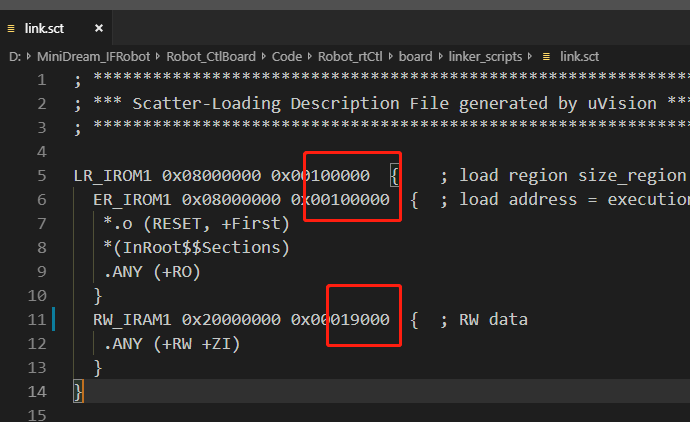 link.sct ×
D: > MiniDream_IFRobot > Robot_CtlBoard > Code > Robot_rtCtl > board > linker_scripts > link.sct
1 ; *************************************************************
2 ; *** Scatter-Loading Description File generated by uVision **
3 ; *************************************************************
4
5 LR_IROM1 0x08000000 0x00100000  {    ; load region size_region
6   ER_IROM1 0x08000000 0x00100000  {  ; load address = execution
7    *.o (RESET, +First)
8    *(InRoot$$Sections)
9    .ANY (+RO)
10   }
11   RW_IRAM1 0x20000000 0x00019000  {  ; RW data
12    .ANY (+RW +ZI)
13   }
14 }
15